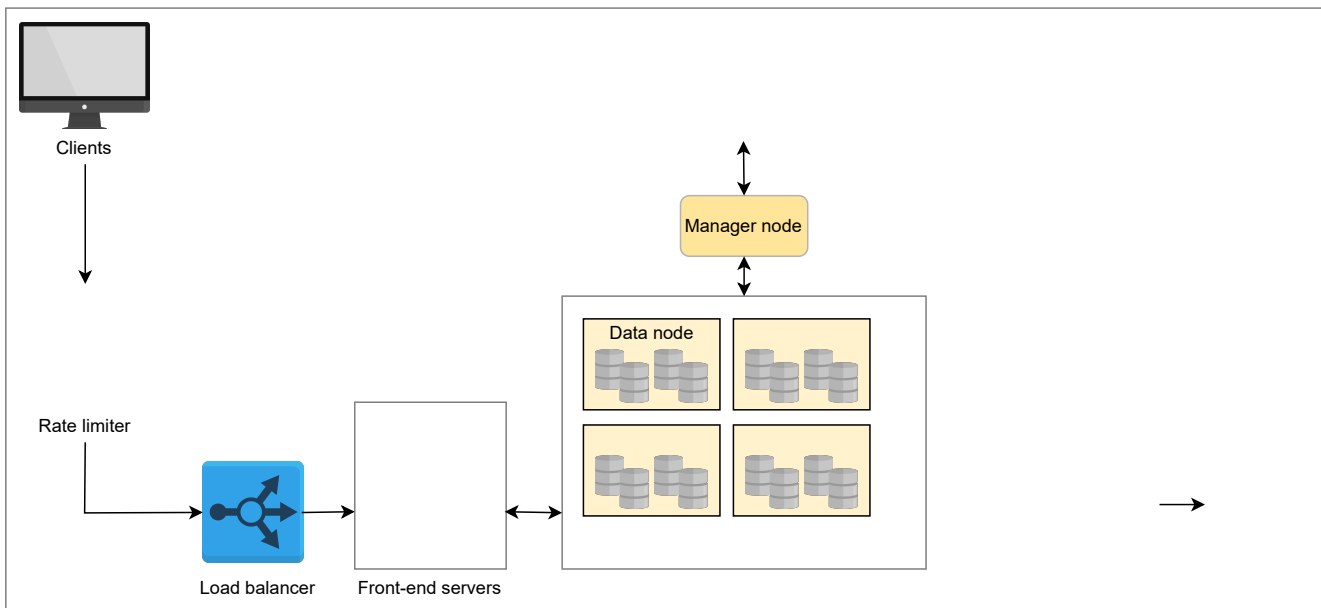 Clients
Manager node
Data node
Rate limiter
Load balancer
Front-end servers